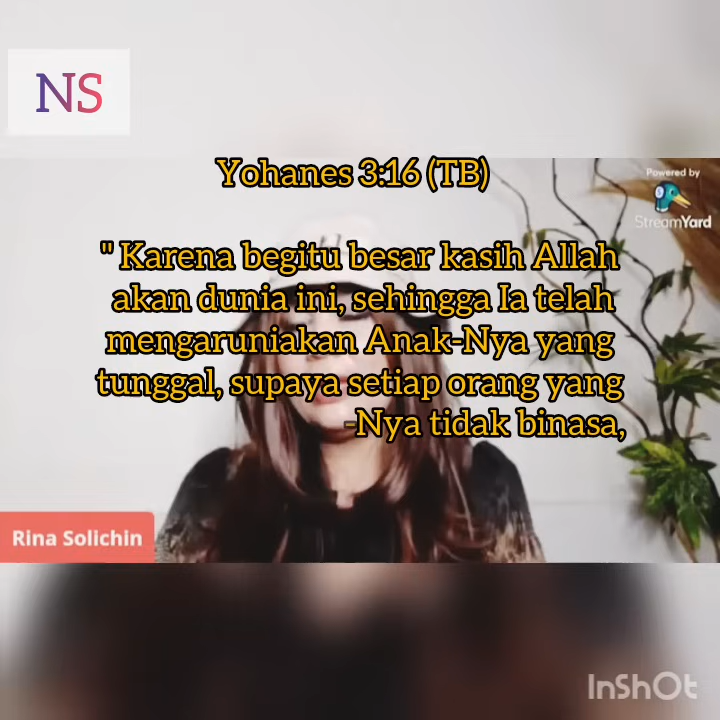 NS
Yohanes 3:16 (TB)
Powered by
StreamYard
" Karena begitu besar kasih Allah
akan dunia ini, sehingga Ia telah
mengaruniakan Anak-Nya yang
tunggal, supaya setiap orang yang
-Nya tidak binasa,
Rina Solichin
InShOt